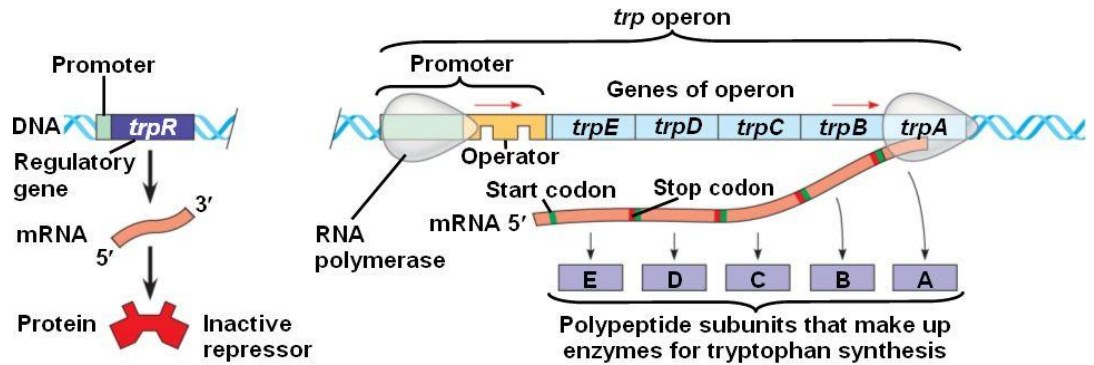 trp operon
Promoter
Promoter
Genes of operon
DNA
trpR
trpE
trpD
trpC
trpB
trpA
Regulatory
gene
Operator
Start codon
Stop codon
3′
mRNA
5′
mRNA 5′
RNA
polymerase
E
D
C
B
A
Protein
Inactive
repressor
Polypeptide subunits that make up
enzymes for tryptophan synthesis